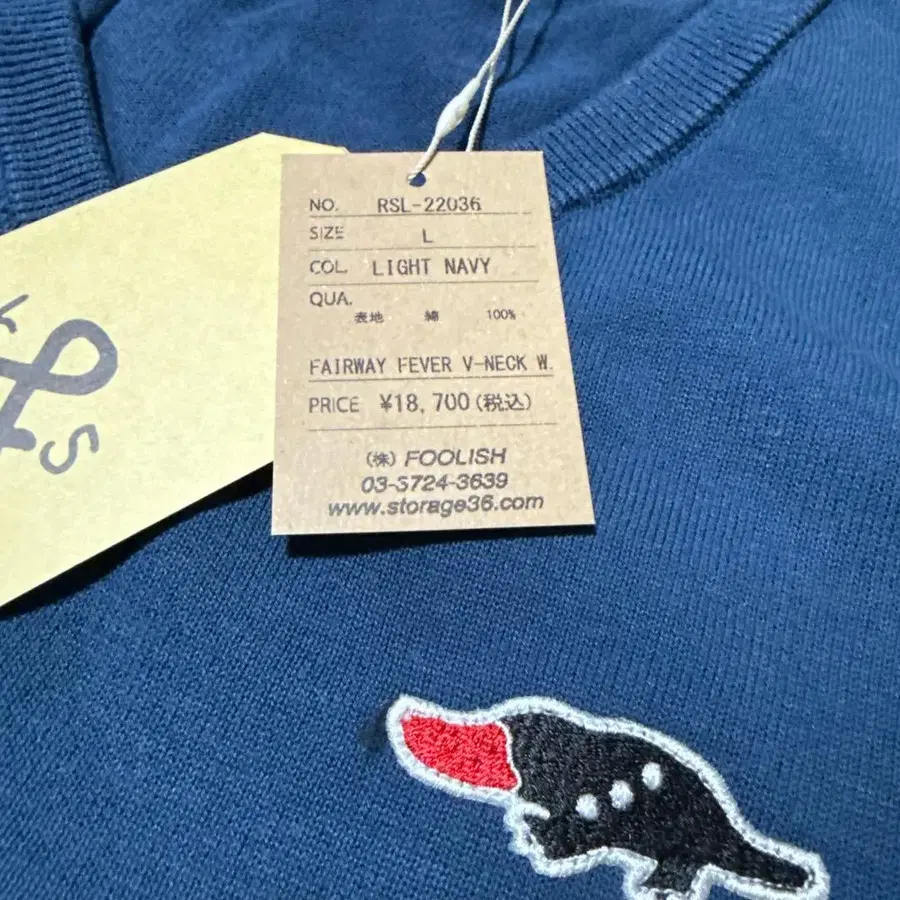 NO. RSL-22036
SIZE L
COL. LIGHT NAVY
QUA.
表地 綿 100%
FAIRWAY FEVER V-NECK W.
PRICE ¥18,700(税込)
(株) FOOLISH
03-5724-3639
www.storage36.com